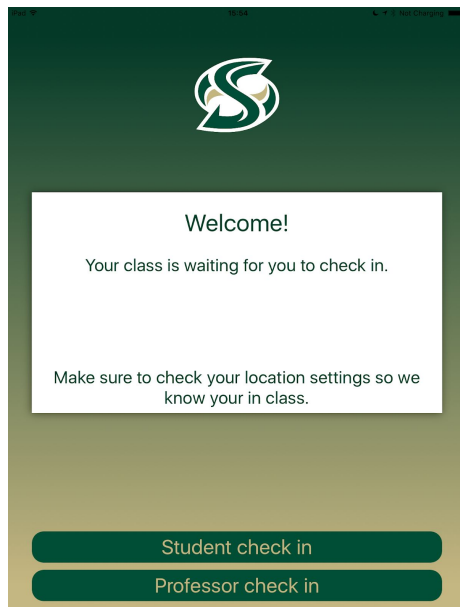 iPad 16:54 Not Charging
Welcome!
Your class is waiting for you to check in.
Make sure to check your location settings so we
know your in class.
Student check in
Professor check in